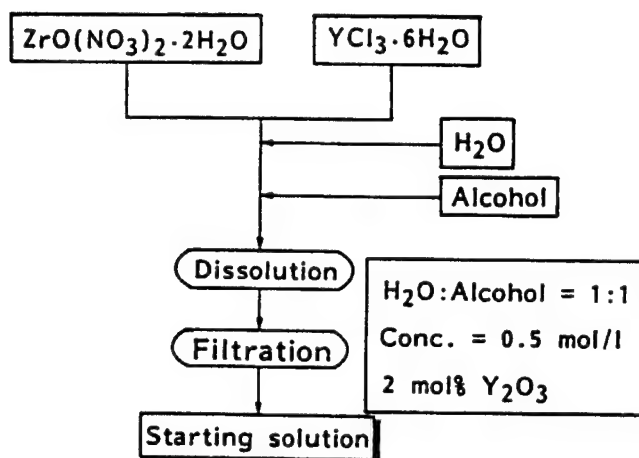 ZrO(NO₃)₂·2H₂O
YCl₃·6H₂O
H₂O
Alcohol
Dissolution
Filtration
Starting solution
H₂O:Alcohol = 1:1
Conc. = 0.5 mol/l
2 mol% Y₂O₃